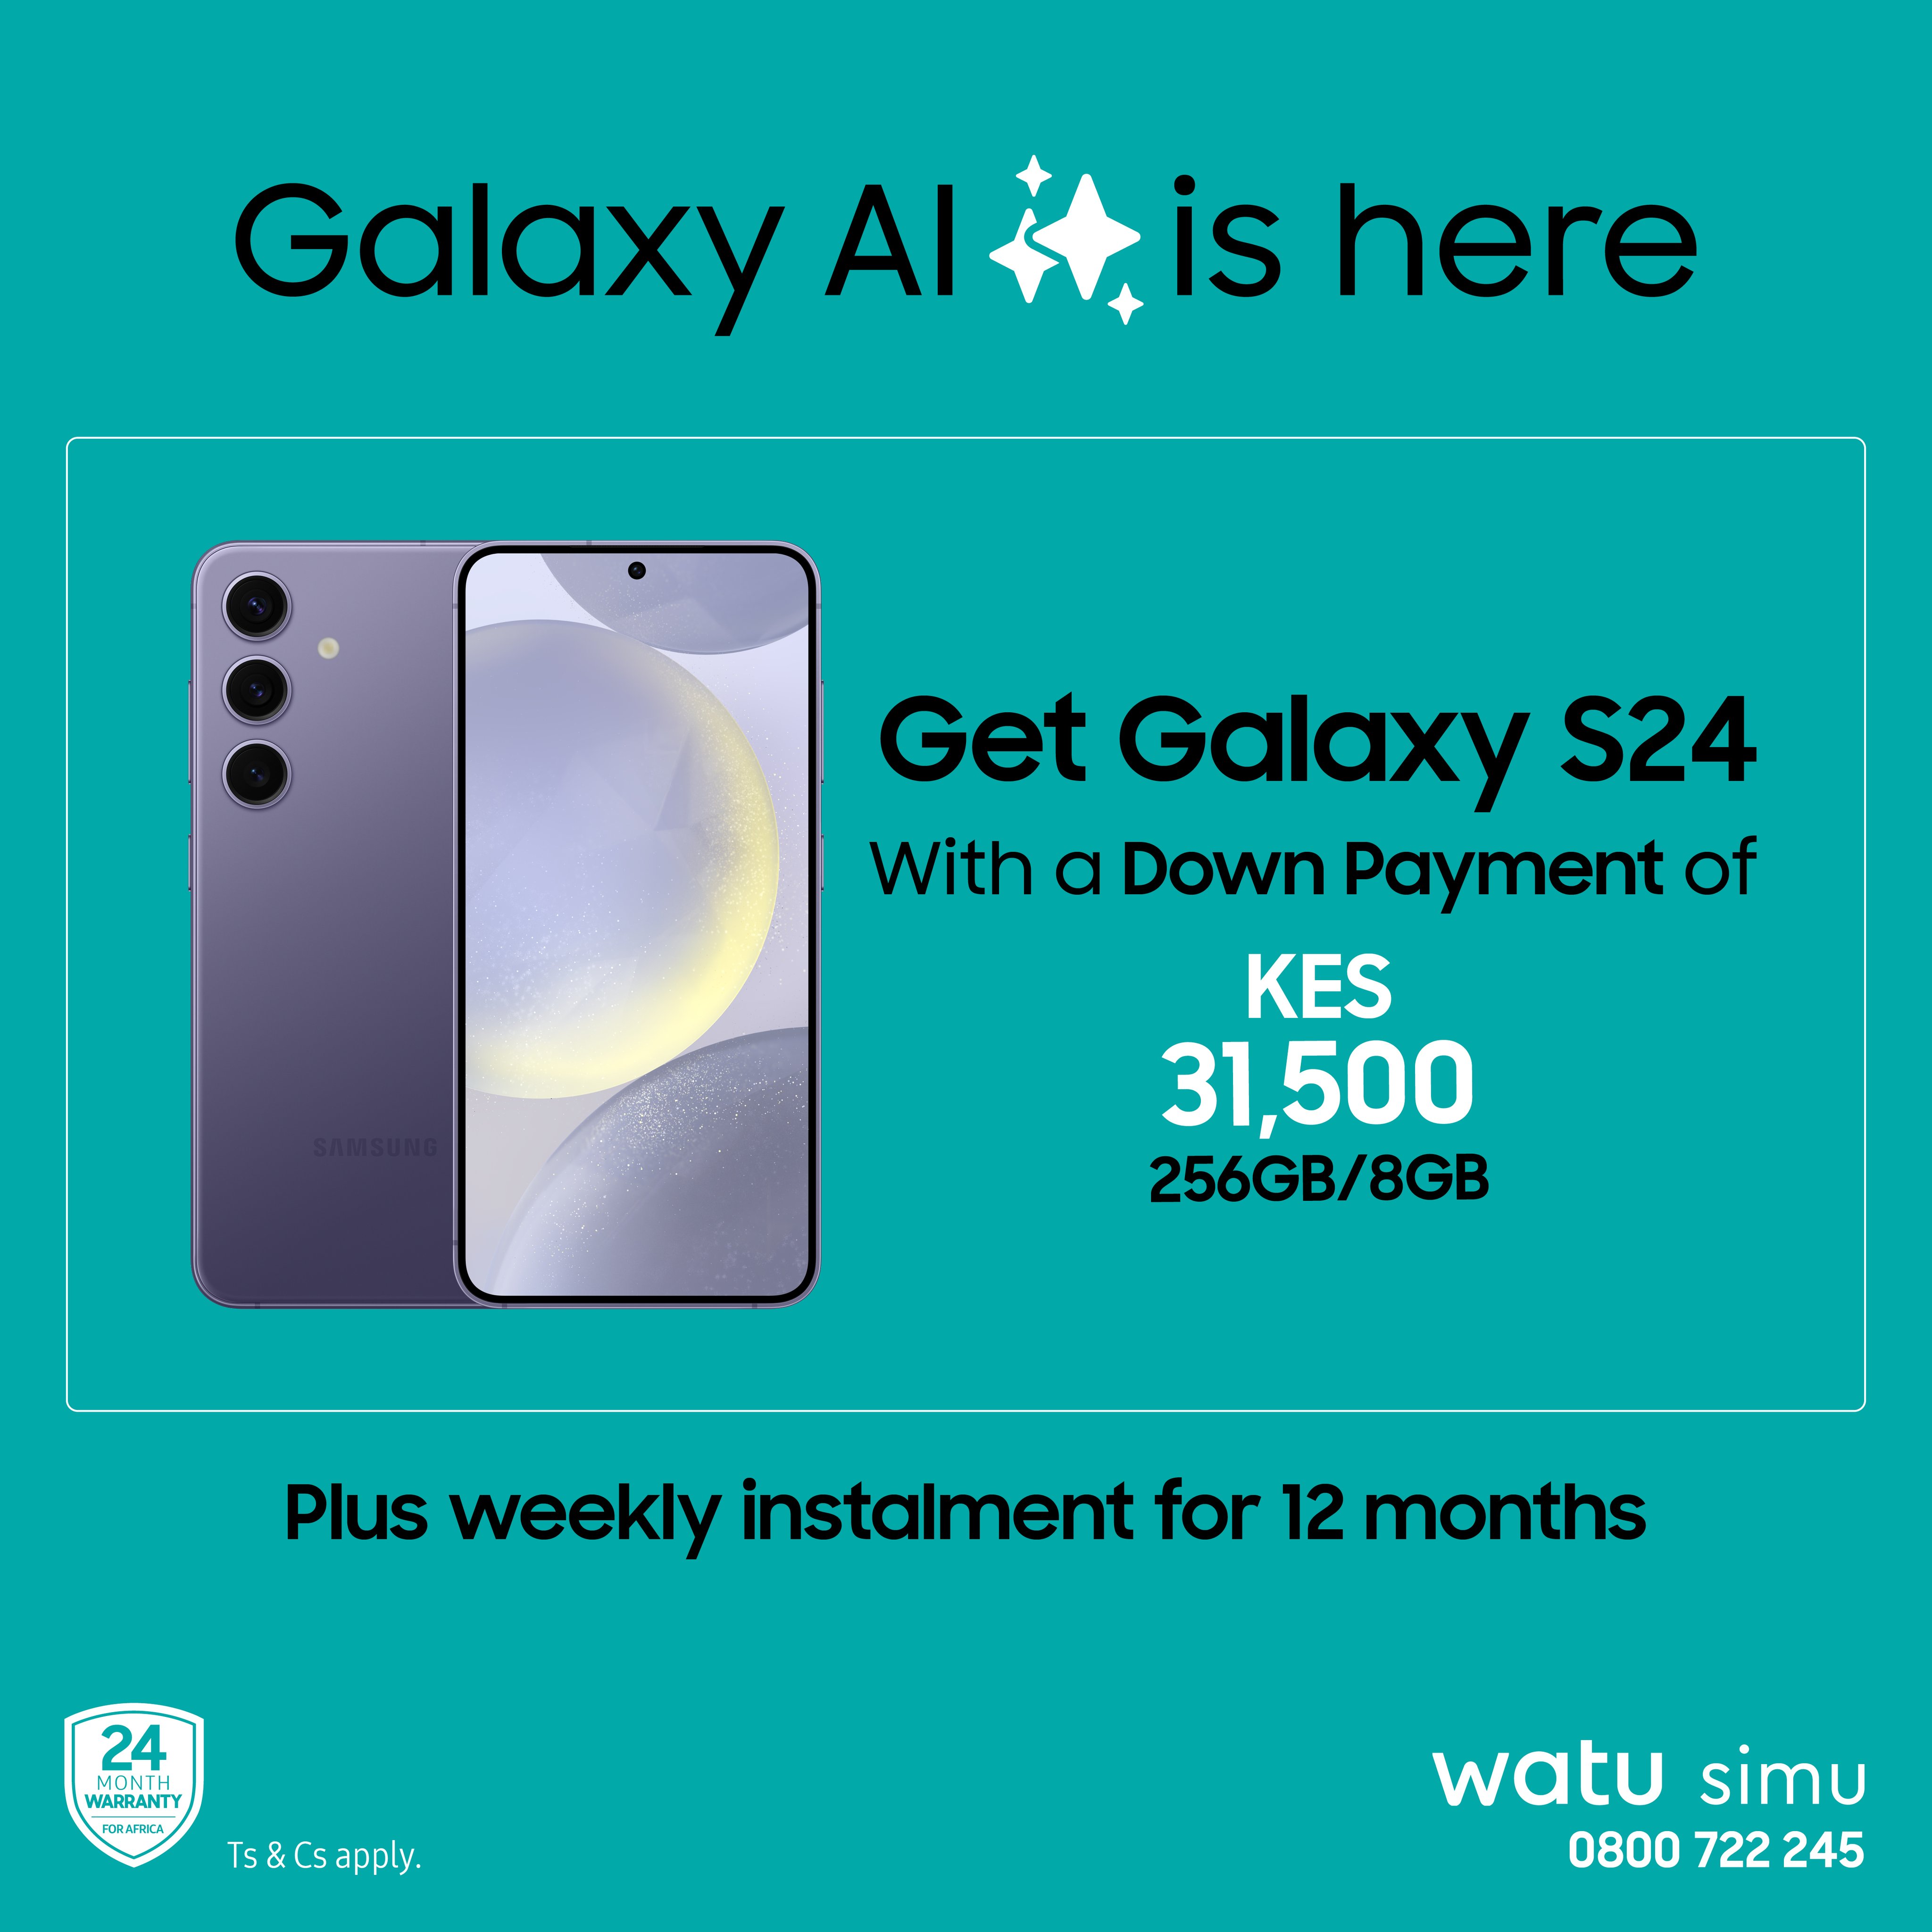 Galaxy AI is here
SAMSUNG
Get Galaxy S24
With a Down Payment of
KES
31,500
256GB/8GB
Plus weekly instalment for 12 months
24
MONTH
WARRANTY
FOR AFRICA
Ts & Cs apply.
watu simu
0800 722 245